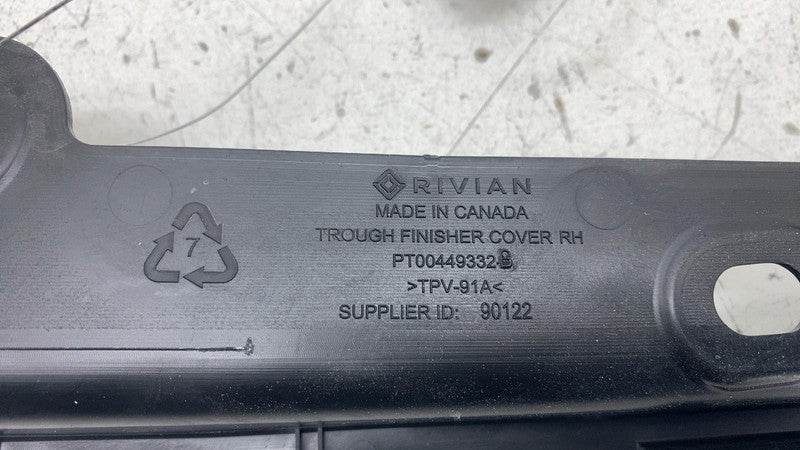 RIVIAN
MADE IN CANADA
TROUGH FINISHER COVER RH
PT00449332-
>TPV-91A<
SUPPLIER ID: 90122
7